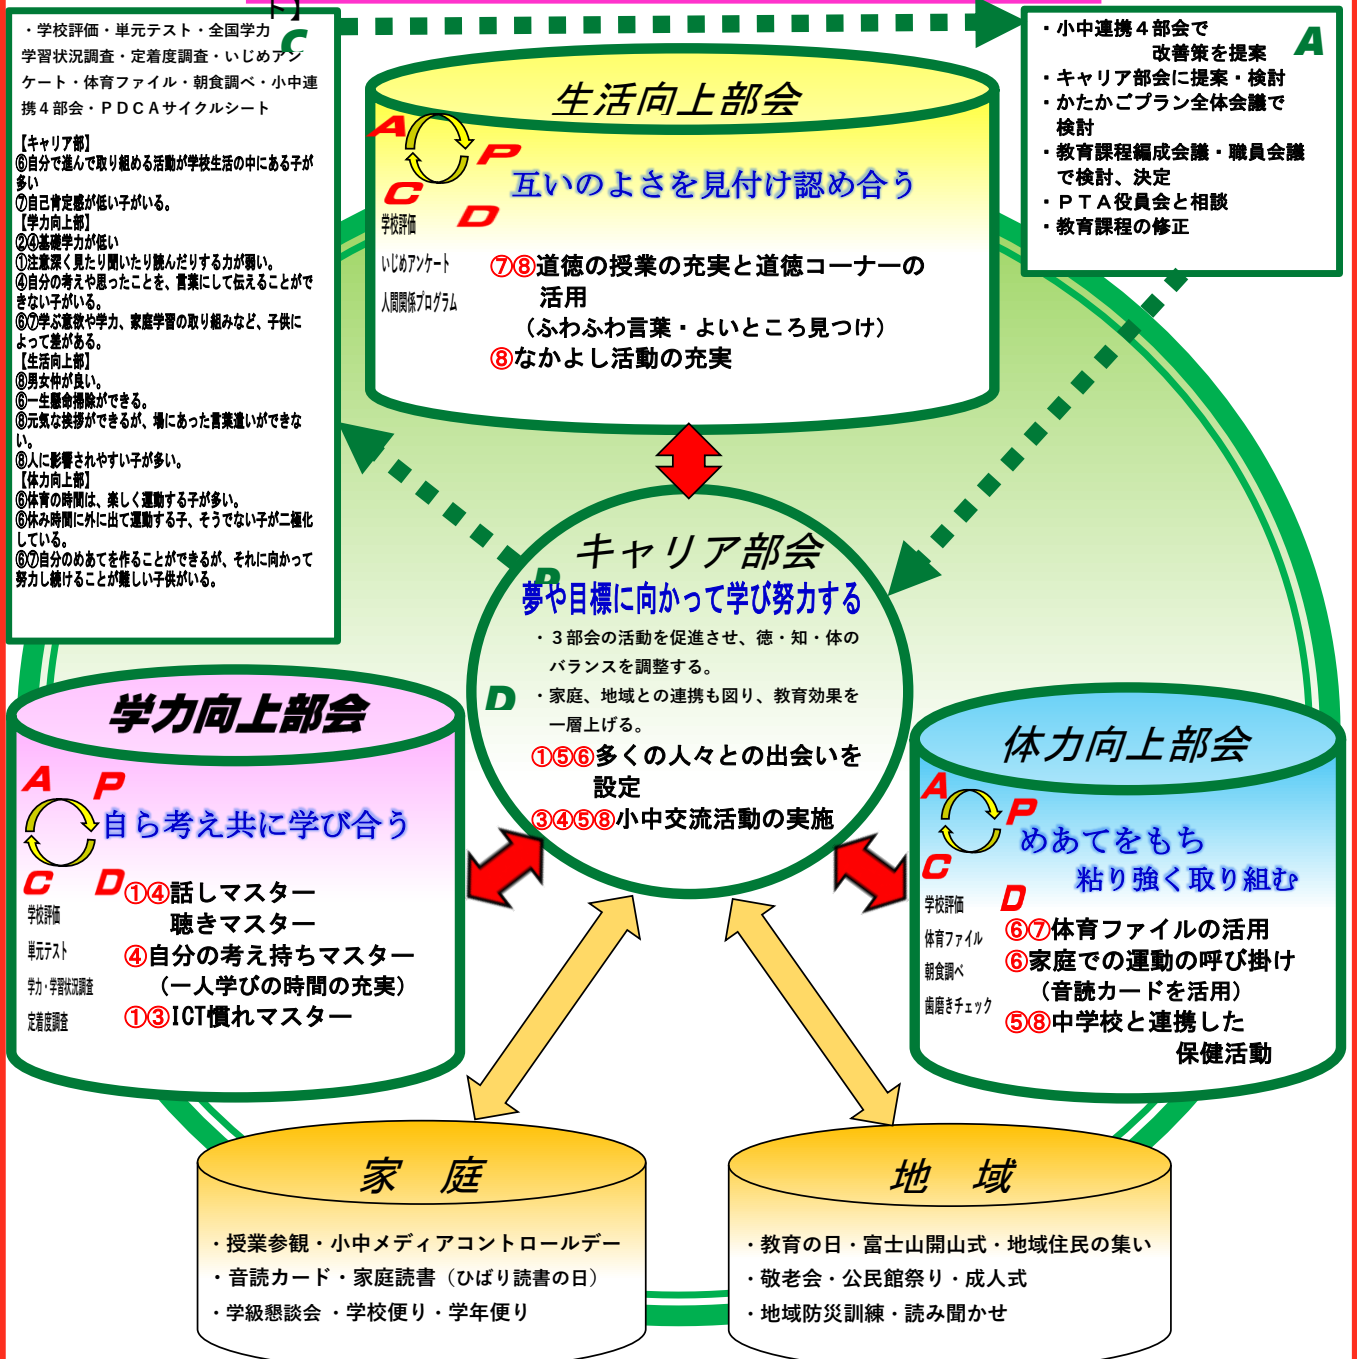 ト】
C
・学校評価・単元テスト・全国学力
学習状況調査・定着度調査・いじめアン
ケート・体育ファイル・朝食調べ・小中連
携４部会・ＰＤＣＡサイクルシート
【キャリア部】
⑥自分で進んで取り組める活動が学校生活の中にある子が
多い
⑦自己肯定感が低い子がいる。
【学力向上部】
②④基礎学力が低い
①注意深く見たり聞いたり読んだりする力が弱い。
④自分の考えや思ったことを、言葉にして伝えることがで
きない子がいる。
⑥⑦学ぶ意欲や学力、家庭学習の取り組みなど、子供に
よって差がある。
【生活向上部】
⑧男女仲が良い。
⑥一生懸命掃除ができる。
⑧元気な挨拶ができるが、場にあった言葉遣いができな
い。
⑧人に影響されやすい子が多い。
【体力向上部】
⑥体育の時間は、楽しく運動する子が多い。
⑥休み時間に外に出て運動する子、そうでない子が二極化
している。
⑥⑦自分のめあてを作ることができるが、それに向かって
努力し続けることが難しい子供がいる。
A
・小中連携４部会で
改善策を提案
・キャリア部会に提案・検討
・かたかごプラン全体会議で
検討
・教育課程編成会議・職員会議
で検討、決定
・ＰＴＡ役員会と相談
・教育課程の修正
生活向上部会
A
P
C
D
互いのよさを見付け認め合う
学校評価
いじめアンケート
人間関係プログラム
⑦⑧道徳の授業の充実と道徳コーナーの
活用
（ふわふわ言葉・よいところ見つけ）
⑧なかよし活動の充実
キャリア部会
P
夢や目標に向かって学び努力する
・３部会の活動を促進させ、徳・知・体の
バランスを調整する。
D
・家庭、地域との連携も図り、教育効果を
一層上げる。
①⑤⑥多くの人々との出会いを
設定
③④⑤⑧小中交流活動の実施
学力向上部会
A
P
自ら考え共に学び合う
C
D
学校評価
単元テスト
学力・学習状況調査
定着度調査
①④話しマスター
聴きマスター
④自分の考え持ちマスター
（一人学びの時間の充実）
①③ICT慣れマスター
体力向上部会
A
P
めあてをもち
粘り強く取り組む
C
D
学校評価
体育ファイル
朝食調べ
歯磨きチェック
⑥⑦体育ファイルの活用
⑥家庭での運動の呼び掛け
（音読カードを活用）
⑤⑧中学校と連携した
保健活動
家　庭
・授業参観・小中メディアコントロールデー
・音読カード・家庭読書（ひばり読書の日）
・学級懇談会 ・学校便り・学年便り
地　域
・教育の日・富士山開山式・地域住民の集い
・敬老会・公民館祭り・成人式
・地域防災訓練・読み聞かせ